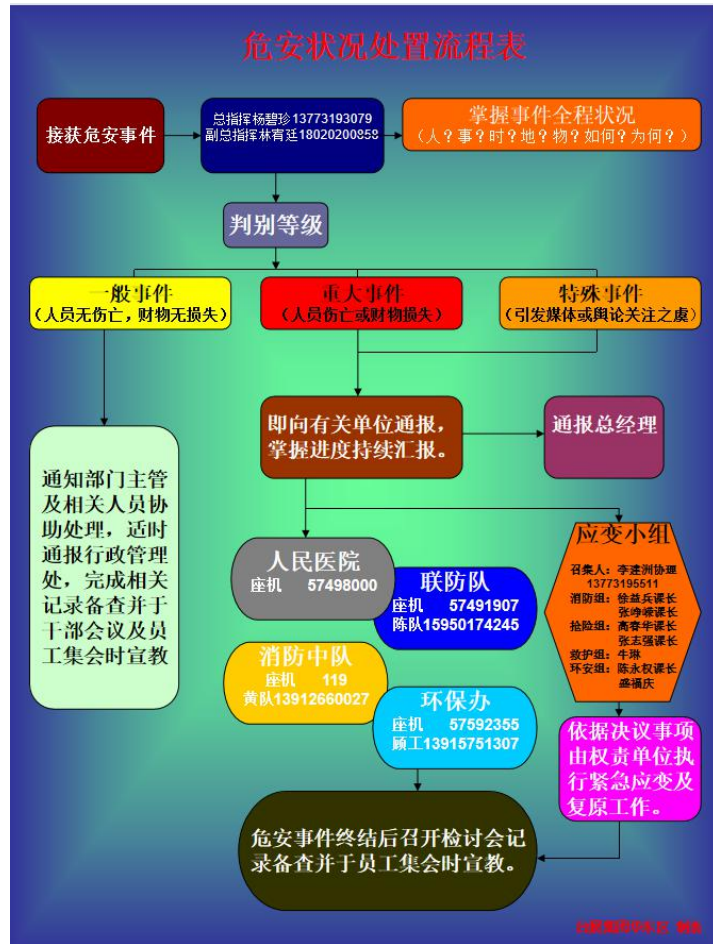 危安状况处置流程表
接获危安事件
总指挥杨碧珍13773193079
副总指挥林宥廷18020200858
掌握事件全程状况
（人？事？时？地？物？如何？为何？）
判别等级
一般事件
（人员无伤亡，财物无损失）
重大事件
（人员伤亡或财物损失）
特殊事件
（引发媒体或舆论关注之虞）
即向有关单位通报，
掌握进度持续汇报。
通报总经理
通知部门主管
及相关人员协
助处理，适时
通报行政管理
处，完成相关
记录备查并于
干部会议及员
工集会时宣教
人民医院
座机 57498000
联防队
座机 57491907
陈队15950174245
消防中队
座机 119
黄队13912660027
环保办
座机 57592355
顾工13915751307
应变小组
召集人：李建洲协理
13773195511
消防组：徐益兵课长
张峥嵘课长
抢险组：高春华课长
张志强课长
救护组：牛琳
环安组：陈永权课长
盛福庆
依据决议事项
由权责单位执
行紧急应变及
复原工作。
危安事件终结后召开检讨会记
录备查并于员工集会时宣教。